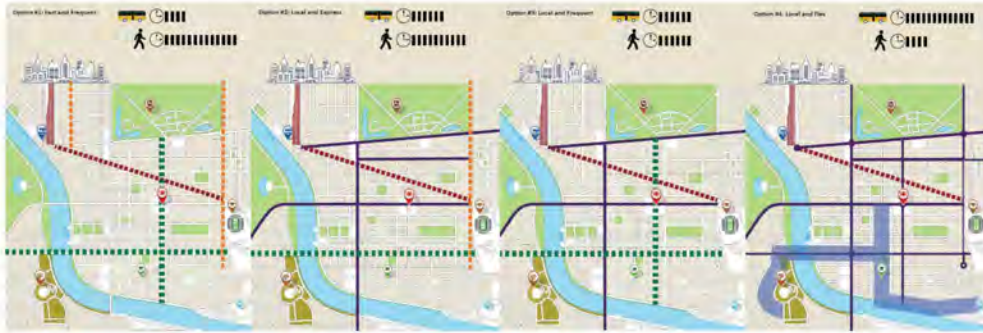 Option #1: Fast and Frequent
Option #2: Local and Express
Option #3: Local and Frequent
Option #4: Local and Flex